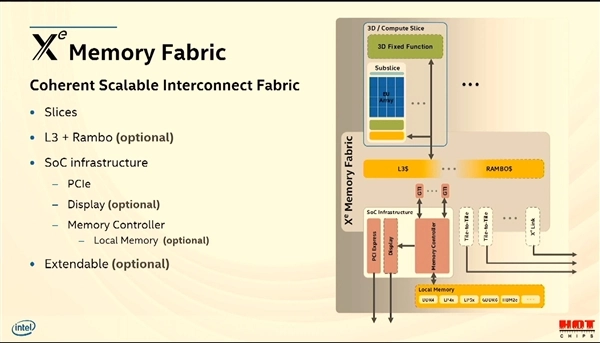 Xe Memory Fabric
Coherent Scalable Interconnect Fabric
• Slices
• L3 + Rambo (optional)
• SoC infrastructure
– PCIe
– Display (optional)
– Memory Controller
– Local Memory (optional)
• Extendable (optional)
3D / Compute Slice
3D Fixed Function
Subslice
EU
Array
Xe Memory Fabric
L3$
RAMBO$
GTI
GTI
SoC Infrastructure
PCI Express
Display
Memory Controller
Tile-to-Tile
Tile-to-Tile
Xe Link
Local Memory
DDR4
LP4x
LP5x
GDDR6
HBM2e
intel
HOT
CHIPS